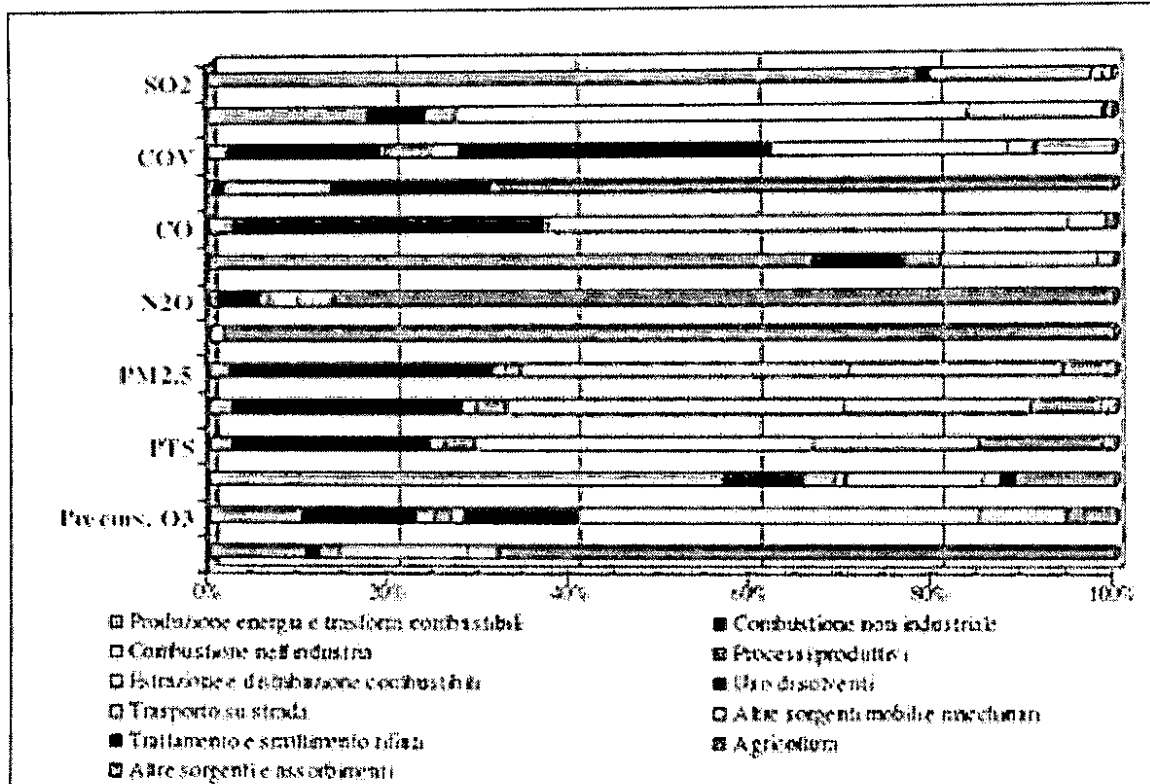 SO2
COV
CO
N2O
PM2.5
PTS
Precurs. O3
0% 20% 40% 60% 80% 100%
Produzione energia e trasform combustibili
Combustione non industriale
Combustione nell'industria
Processi produttivi
Estrazione e distribuzione combustibili
Uso di solventi
Trasporto su strada
Altre sorgenti mobili e macchinari
Trattamento e smaltimento rifiuti
Agricoltura
Altre sorgenti e assorbimenti